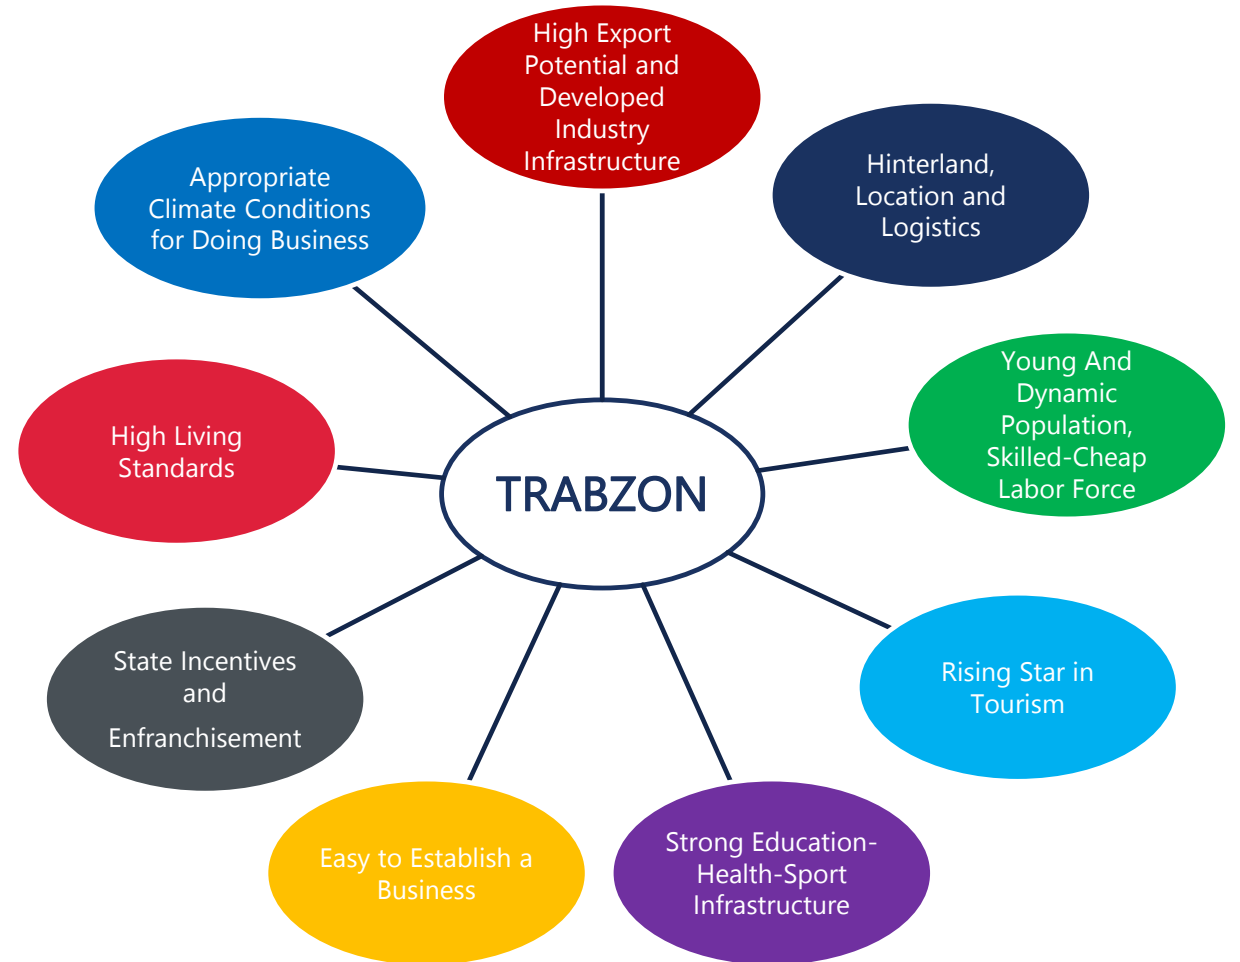 High Export
Potential and
Developed
Industry
Infrastructure
Hinterland,
Location and
Logistics
Appropriate
Climate Conditions
for Doing Business
Young And
Dynamic
Population,
Skilled-Cheap
Labor Force
High Living
Standards
TRABZON
State Incentives
and
Enfranchisement
Rising Star in
Tourism
Easy to Establish a
Business
Strong Education-
Health-Sport
Infrastructure